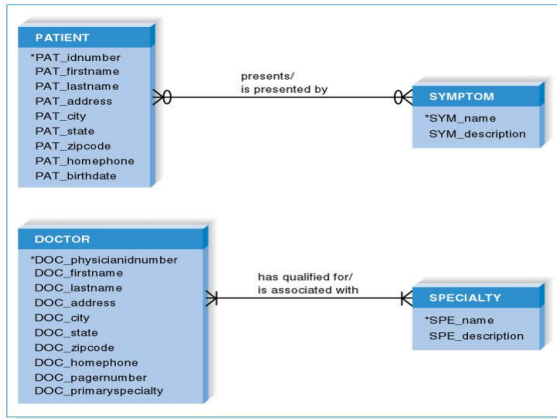 PATIENT
*PAT_idnumber
PAT_firstname
PAT_lastname
PAT_address
PAT_city
PAT_state
PAT_zipcode
PAT_homephone
PAT_birthdate
presents/
is presented by
SYMPTOM
*SYM_name
SYM_description
DOCTOR
*DOC_physicianidnumber
DOC_firstname
DOC_lastname
DOC_address
DOC_city
DOC_state
DOC_zipcode
DOC_homephone
DOC_pagernumber
DOC_primaryspecialty
has qualified for/
is associated with
SPECIALTY
*SPE_name
SPE_description